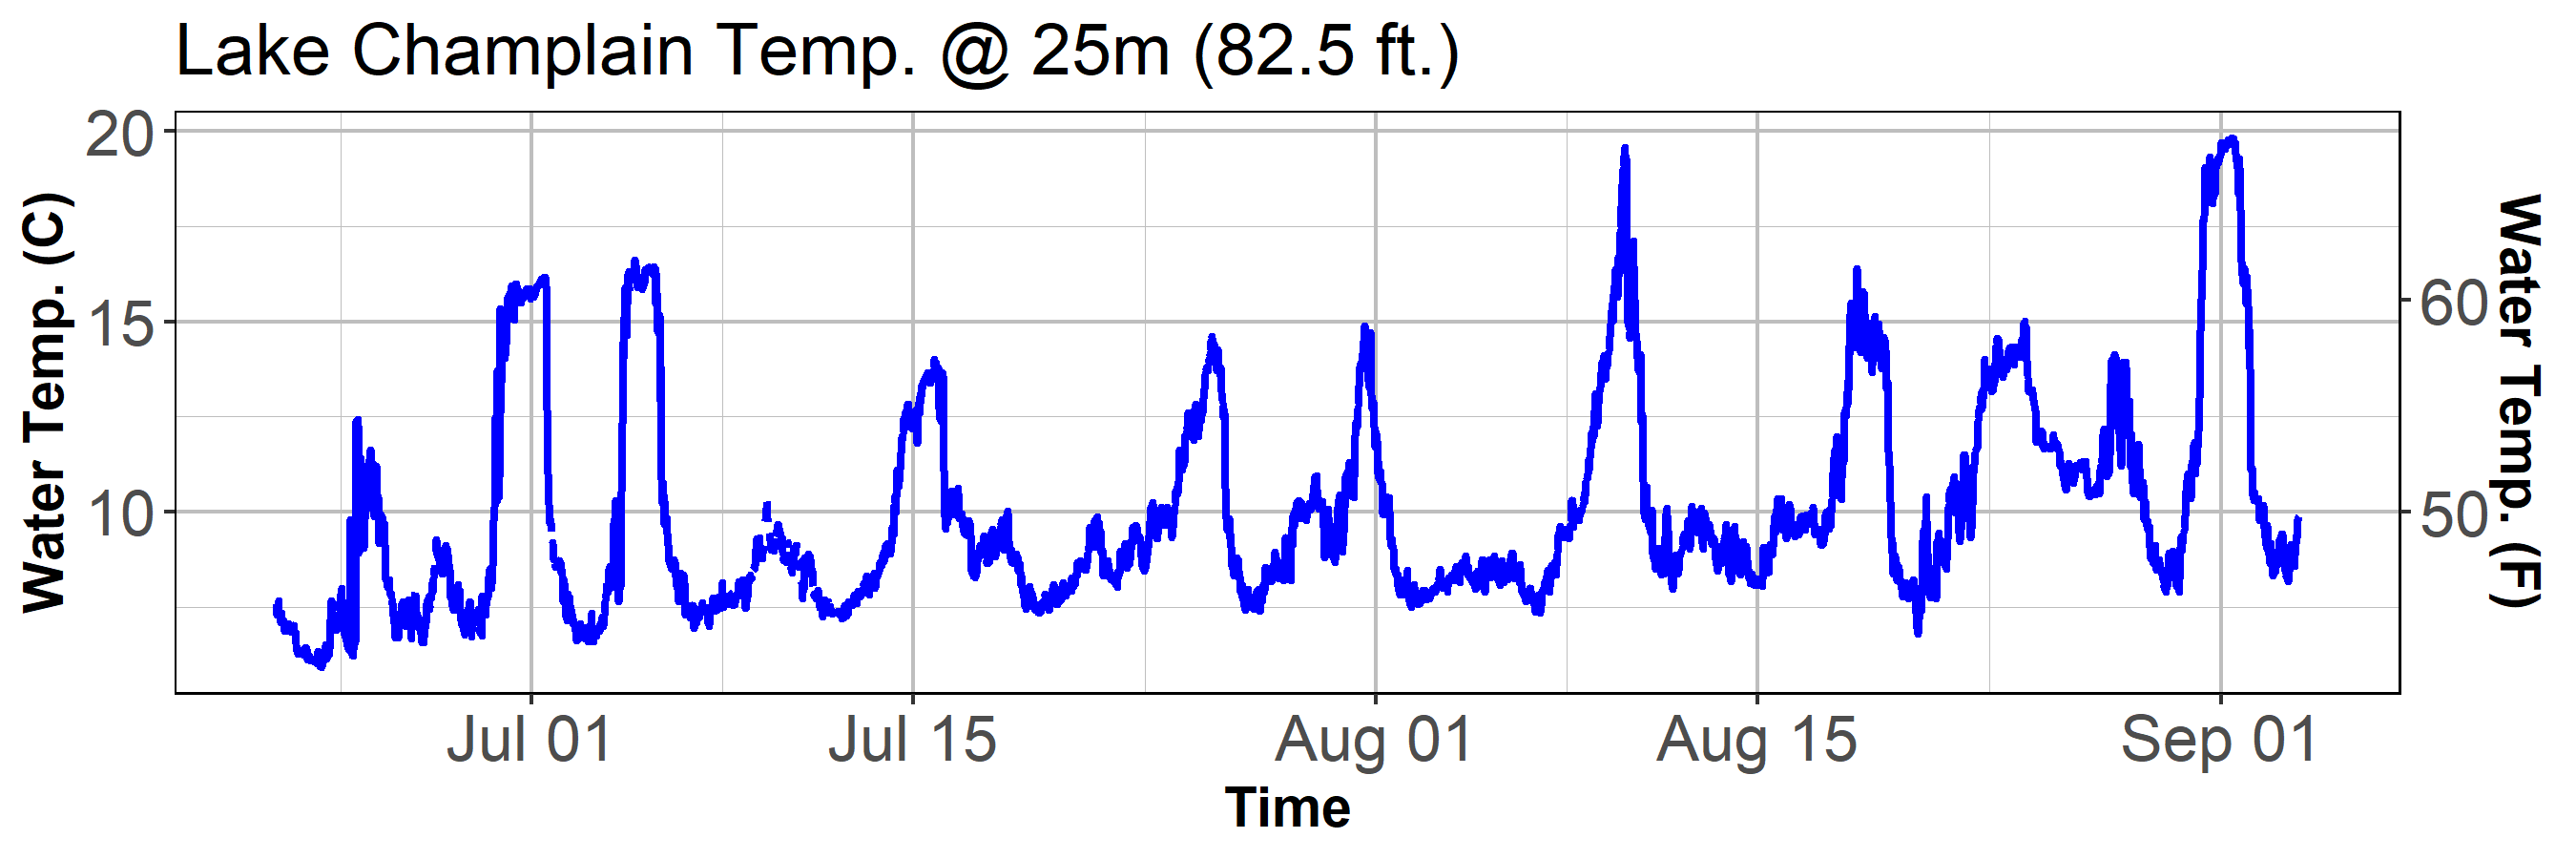 Lake Champlain Temp. @ 25m (82.5 ft.)
Water Temp. (C)
20
15
10
60
50
Water Temp. (F)
Jul 01 Jul 15 Aug 01 Aug 15 Sep 01
Time